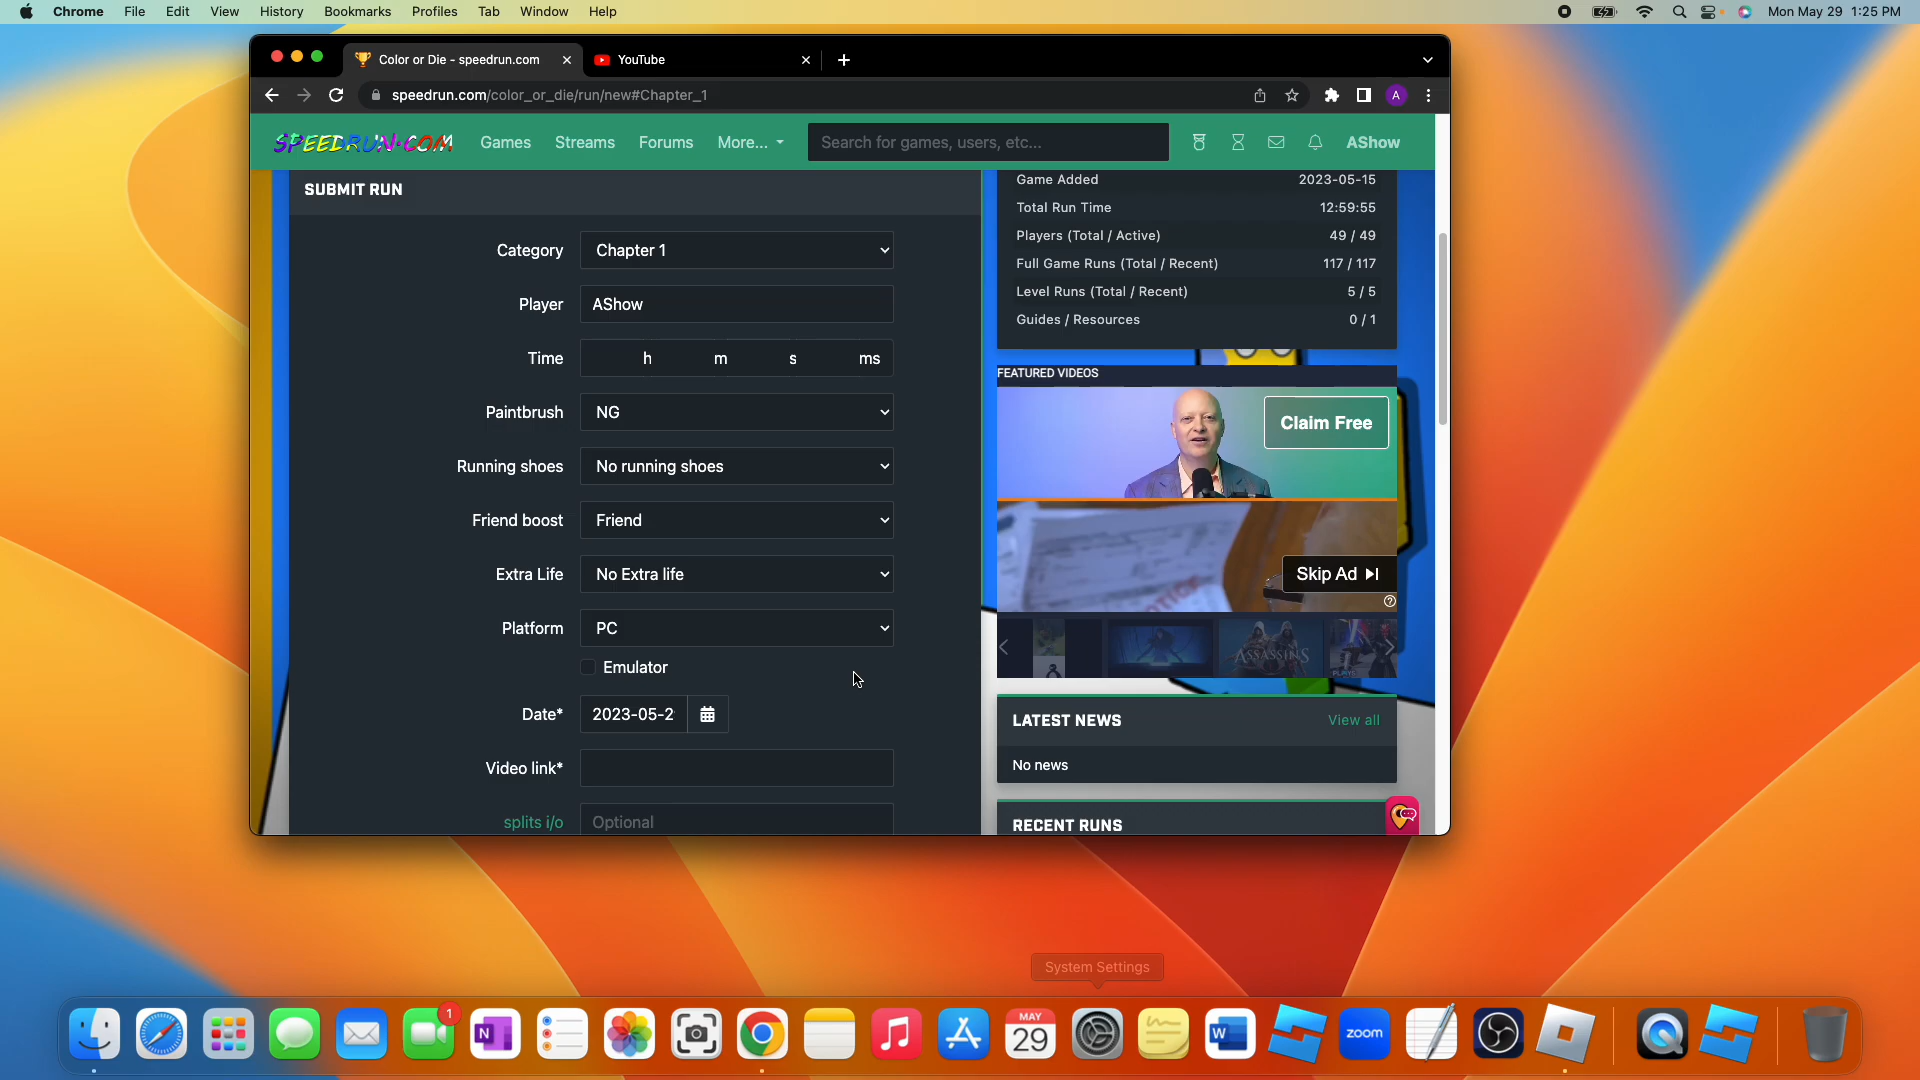 Chrome File Edit View History Bookmarks Profiles Tab Window Help Mon May 29 1:25 PM
Color or Die - speedrun.com YouTube
speedrun.com/color_or_die/run/new#Chapter_1 A
SPEEDRUN.COM Games Streams Forums More... Search for games, users, etc... AShow
SUBMIT RUN
Category Chapter 1
Player AShow
Time h m s ms
Paintbrush NG
Running shoes No running shoes
Friend boost Friend
Extra Life No Extra life
Platform PC
Emulator
Date* 2023-05-2
Video link*
splits i/o Optional
Game Added 2023-05-15
Total Run Time 12:59:55
Players (Total / Active) 49 / 49
Full Game Runs (Total / Recent) 117 / 117
Level Runs (Total / Recent) 5 / 5
Guides / Resources 0 / 1
FEATURED VIDEOS
Claim Free
Skip Ad
ASSASSINS
LATEST NEWS View all
No news
RECENT RUNS
System Settings
1
N
MAY
29
W
zoom